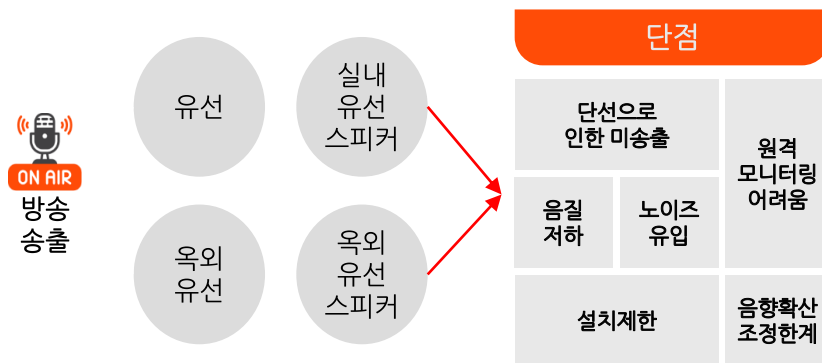 ON AIR
방송
송출
유선
실내
유선
스피커
옥외
유선
옥외
유선
스피커
단점
단선으로
인한 미송출
원격
모니터링
어려움
음질
저하
노이즈
유입
설치제한
음향확산
조정한계